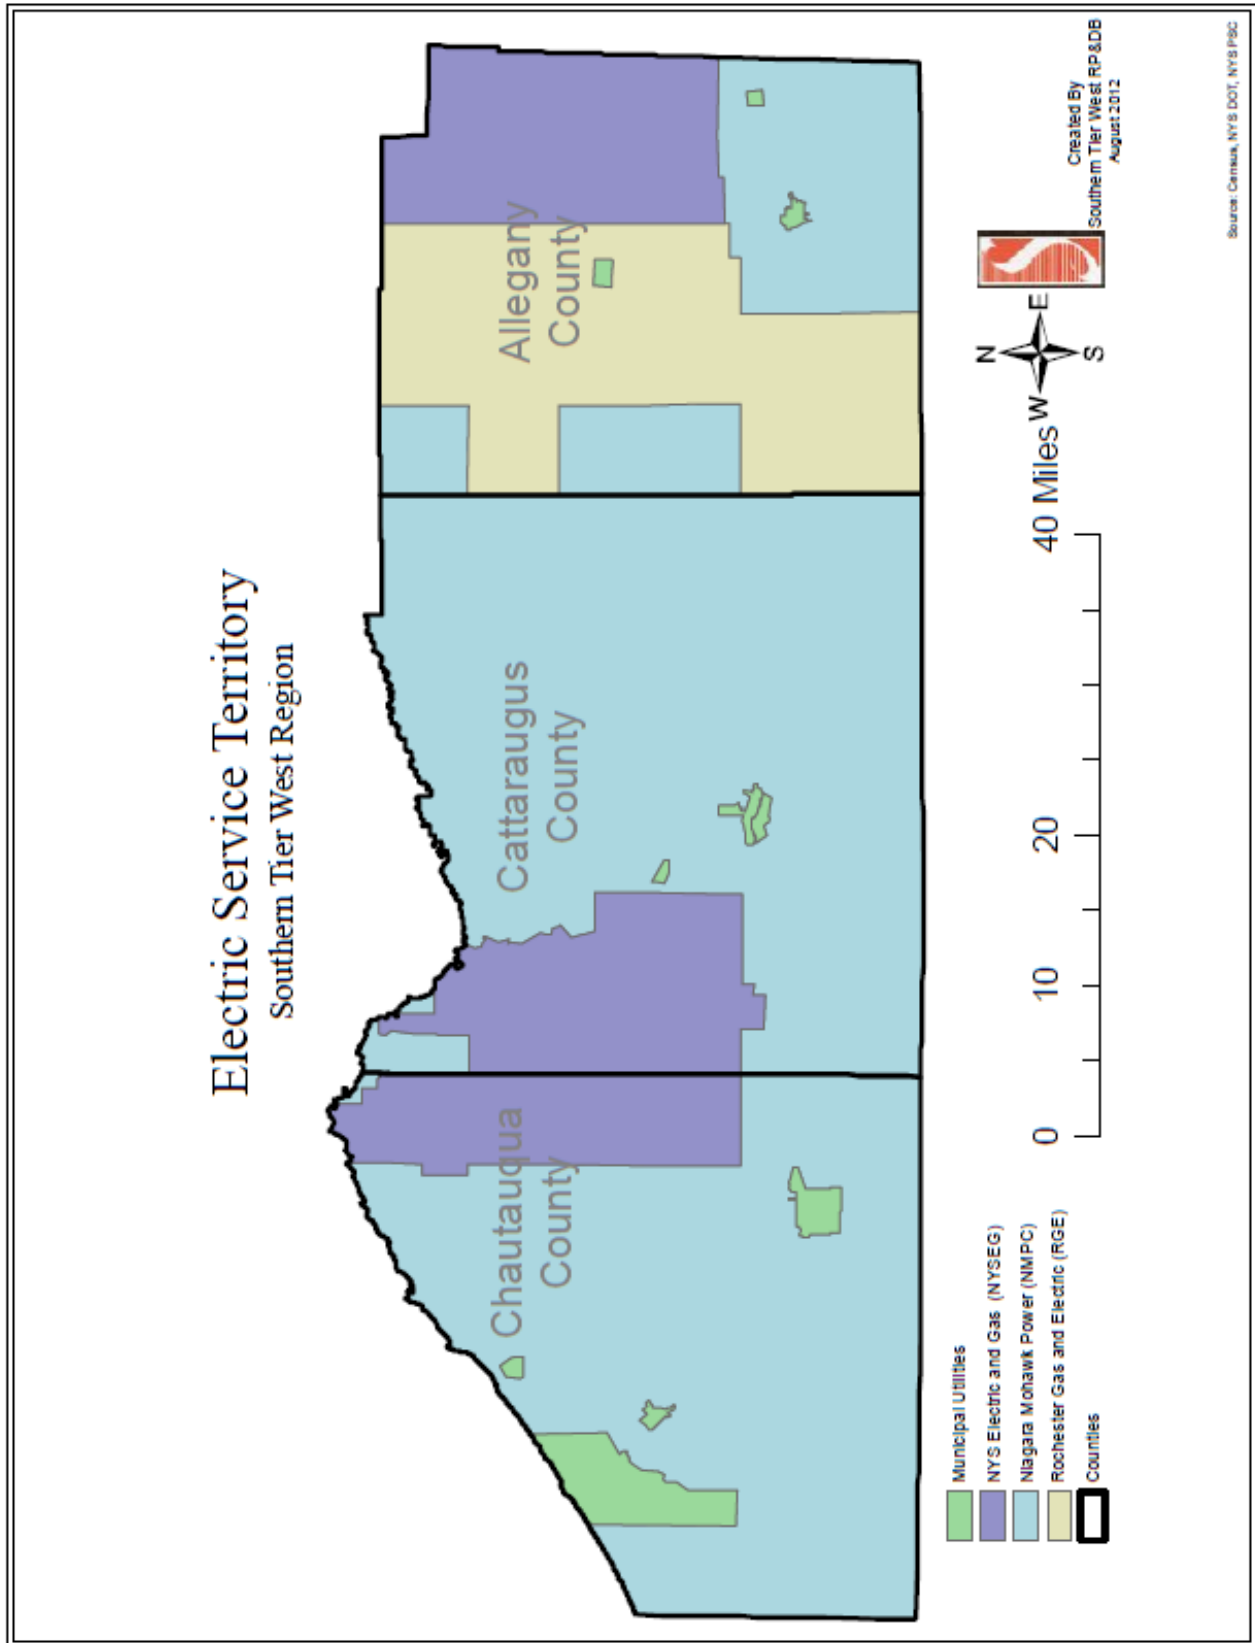 Electric Service Territory
Southern Tier West Region
Chautauqua
County
Cattaraugus
County
Allegany
County
Municipal Utilities
NYS Electric and Gas (NYSEG)
Niagara Mohawk Power (NMPC)
Rochester Gas and Electric (RGE)
Counties
0 10 20 40 Miles
N
W E
S
Created By
Southern Tier West RP&DB
August 2012
Source: Census, NYS DOT, NYS PSC